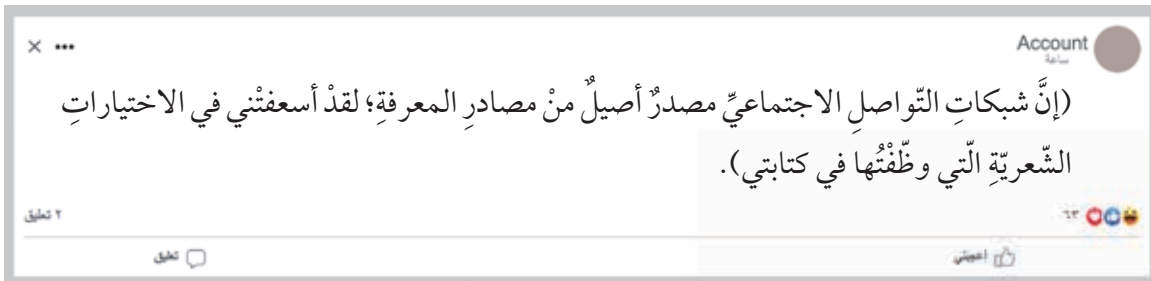 Account
ساعة
(إنَّ شبكاتِ التّواصلِ الاجتماعيِّ مصدرٌ أصيلٌ منْ مصادرِ المعرفةِ؛ لقدْ أسعفتْني في الاختياراتِ
الشّعريّةِ الّتي وظّفْتُها في كتابتي).
٦٣
٢ تعليق
اعجبني
تعليق